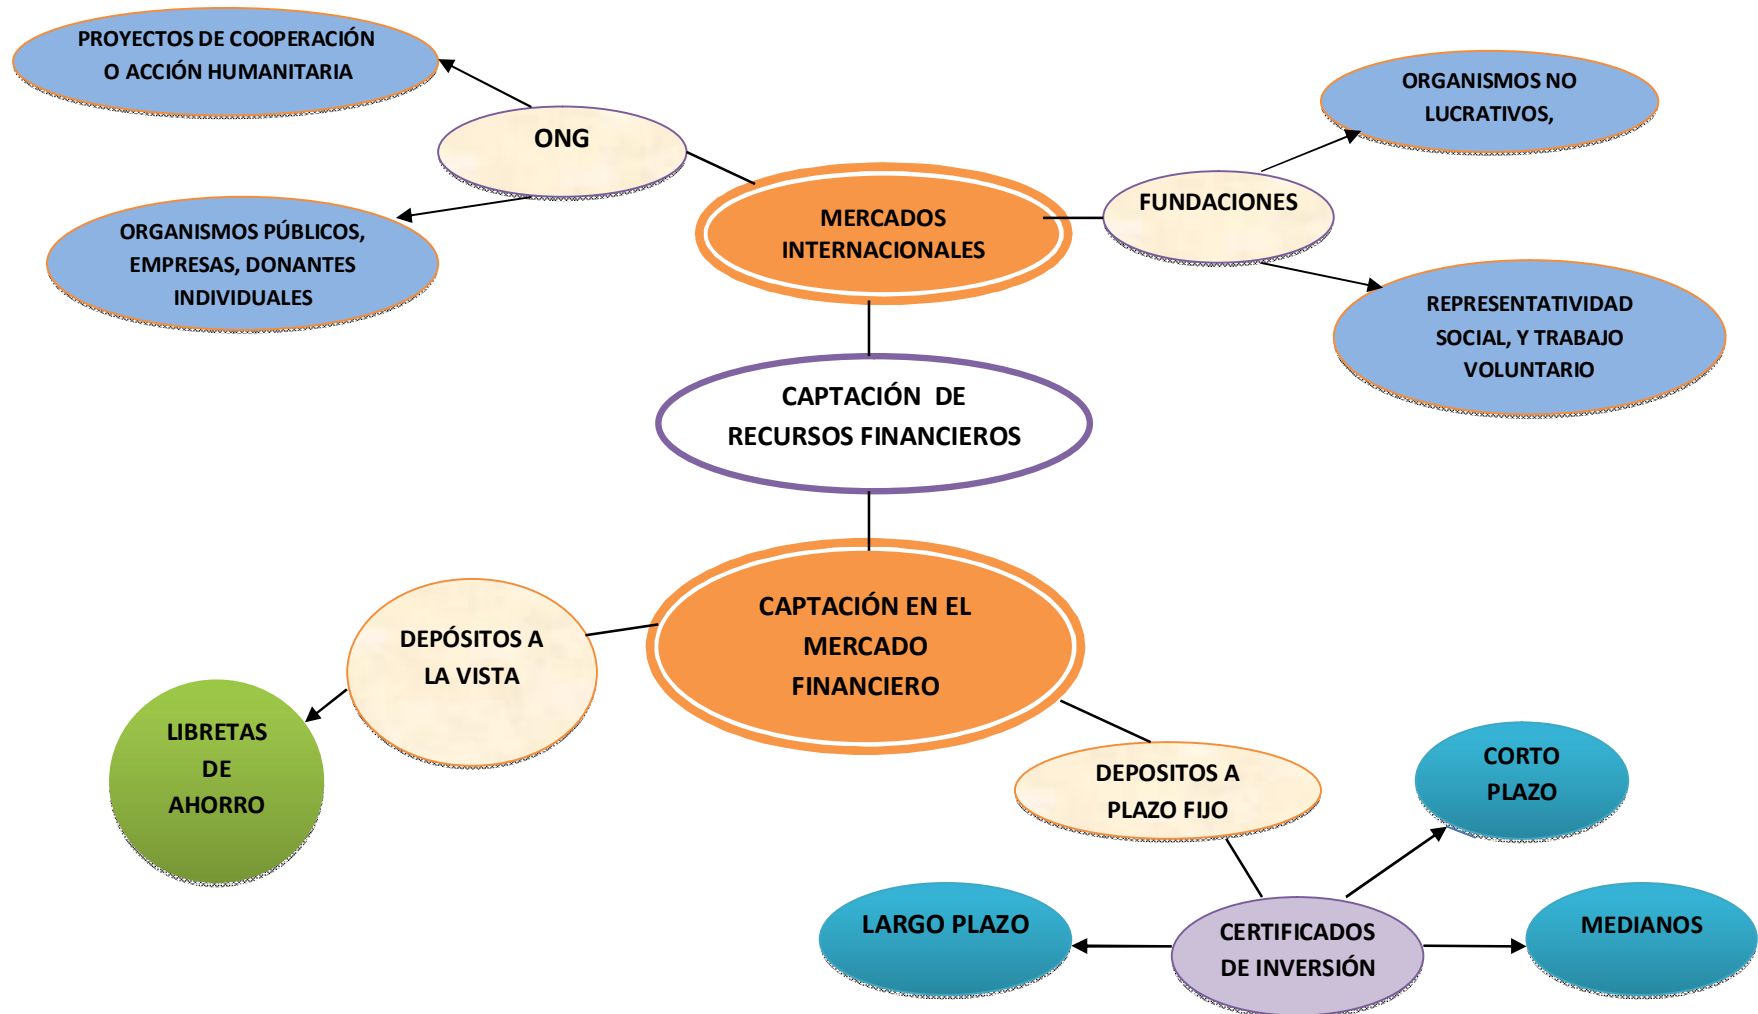 PROYECTOS DE COOPERACIÓN
O ACCIÓN HUMANITARIA
ONG
ORGANISMOS PÚBLICOS,
EMPRESAS, DONANTES
INDIVIDUALES
MERCADOS
INTERNACIONALES
FUNDACIONES
ORGANISMOS NO
LUCRATIVOS,
REPRESENTATIVIDAD
SOCIAL, Y TRABAJO
VOLUNTARIO
CAPTACIÓN DE
RECURSOS FINANCIEROS
CAPTACIÓN EN EL
MERCADO
FINANCIERO
DEPÓSITOS A
LA VISTA
LIBRETAS
DE
AHORRO
DEPOSITOS A
PLAZO FIJO
CORTO
PLAZO
LARGO PLAZO
CERTIFICADOS
DE INVERSIÓN
MEDIANOS